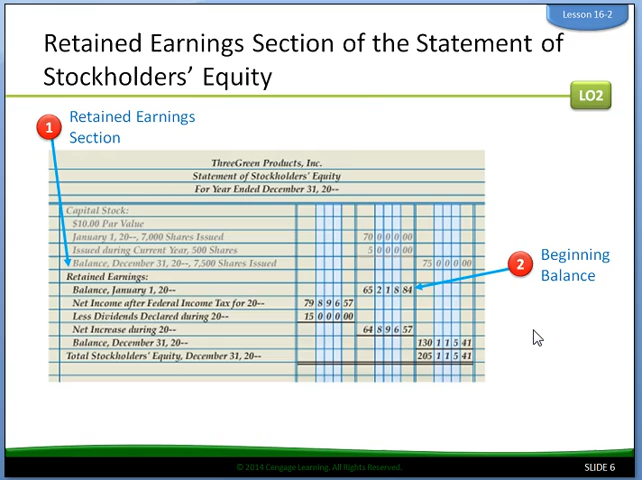 Lesson 16-2
Retained Earnings Section of the Statement of
Stockholders' Equity
LO2
1
Retained Earnings
Section
ThreeGreen Products, Inc.
Statement of Stockholders' Equity
For Year Ended December 31, 20--
Capital Stock:
$10.00 Par Value
January 1, 20--, 7,000 Shares Issued 70 0 0 0 00
Issued during Current Year, 500 Shares 5 0 0 0 00
Balance, December 31, 20--, 7,500 Shares Issued 75 0 0 0 00
Retained Earnings:
Balance, January 1, 20-- 65 2 1 8 84
Net Income after Federal Income Tax for 20-- 79 8 9 6 57
Less Dividends Declared during 20-- 15 0 0 0 00
Net Increase during 20-- 64 8 9 6 57
Balance, December 31, 20-- 130 1 1 5 41
Total Stockholders' Equity, December 31, 20-- 205 1 1 5 41
2
Beginning
Balance
© 2014 Cengage Learning. All Rights Reserved.
SLIDE 6